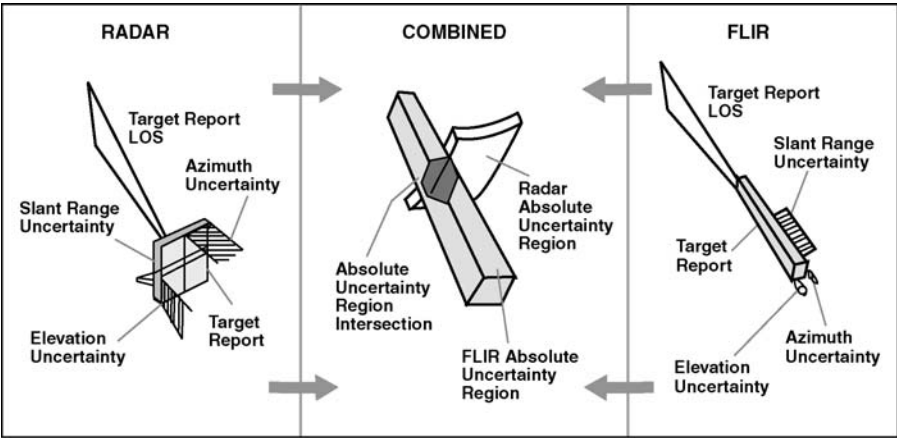 RADAR
Target Report
LOS
Azimuth
Uncertainty
Slant Range
Uncertainty
Elevation
Uncertainty
Target
Report
COMBINED
Radar
Absolute
Uncertainty
Region
Absolute
Uncertainty
Region
Intersection
FLIR Absolute
Uncertainty
Region
FLIR
Target Report
LOS
Slant Range
Uncertainty
Target
Report
Azimuth
Uncertainty
Elevation
Uncertainty